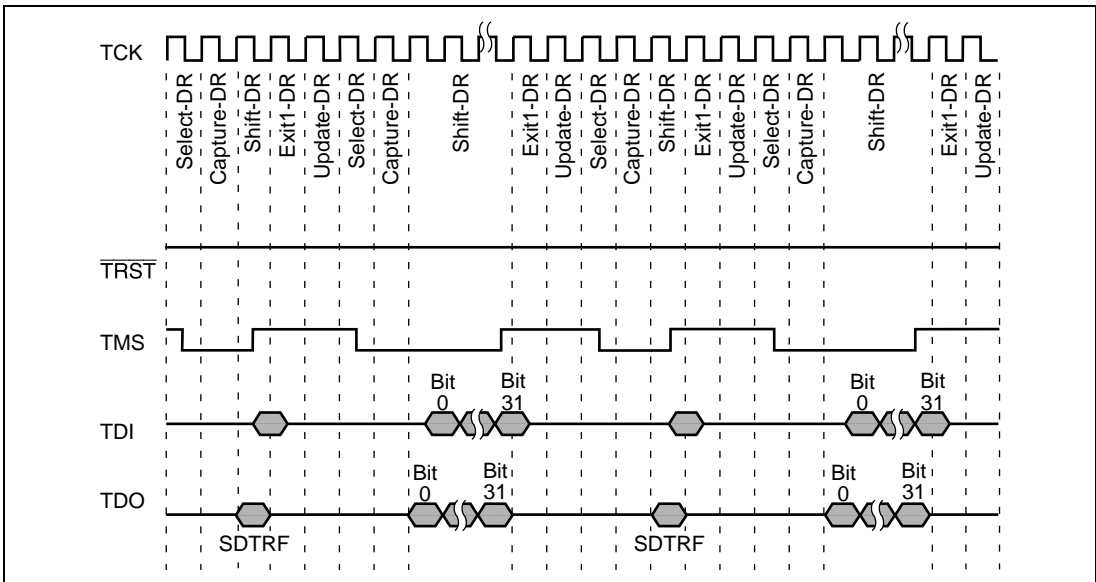 TCK
Select-DR
Capture-DR
Shift-DR
Exit1-DR
Update-DR
Select-DR
Capture-DR
Shift-DR
Exit1-DR
Update-DR
Select-DR
Capture-DR
Shift-DR
Exit1-DR
Update-DR
Select-DR
Capture-DR
Shift-DR
Exit1-DR
Update-DR
TRST
TMS
Bit
0
Bit
31
Bit
0
Bit
31
TDI
Bit
0
Bit
31
Bit
0
Bit
31
TDO
SDTRF
SDTRF